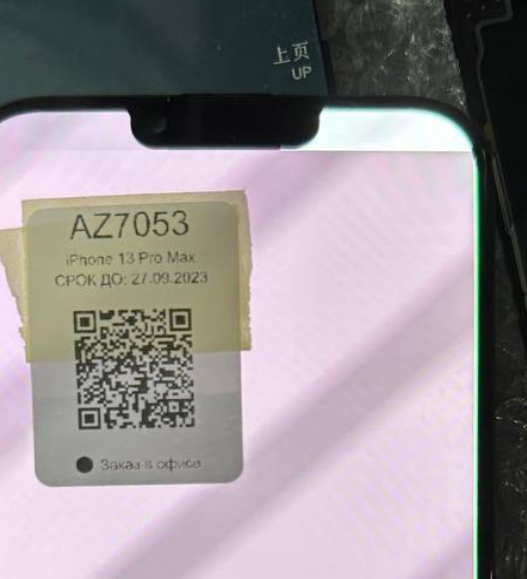 上页
UP
AZ7053
iPhone 13 Pro Max
СРОК ДО: 27.09.2023
Заказ в офисе